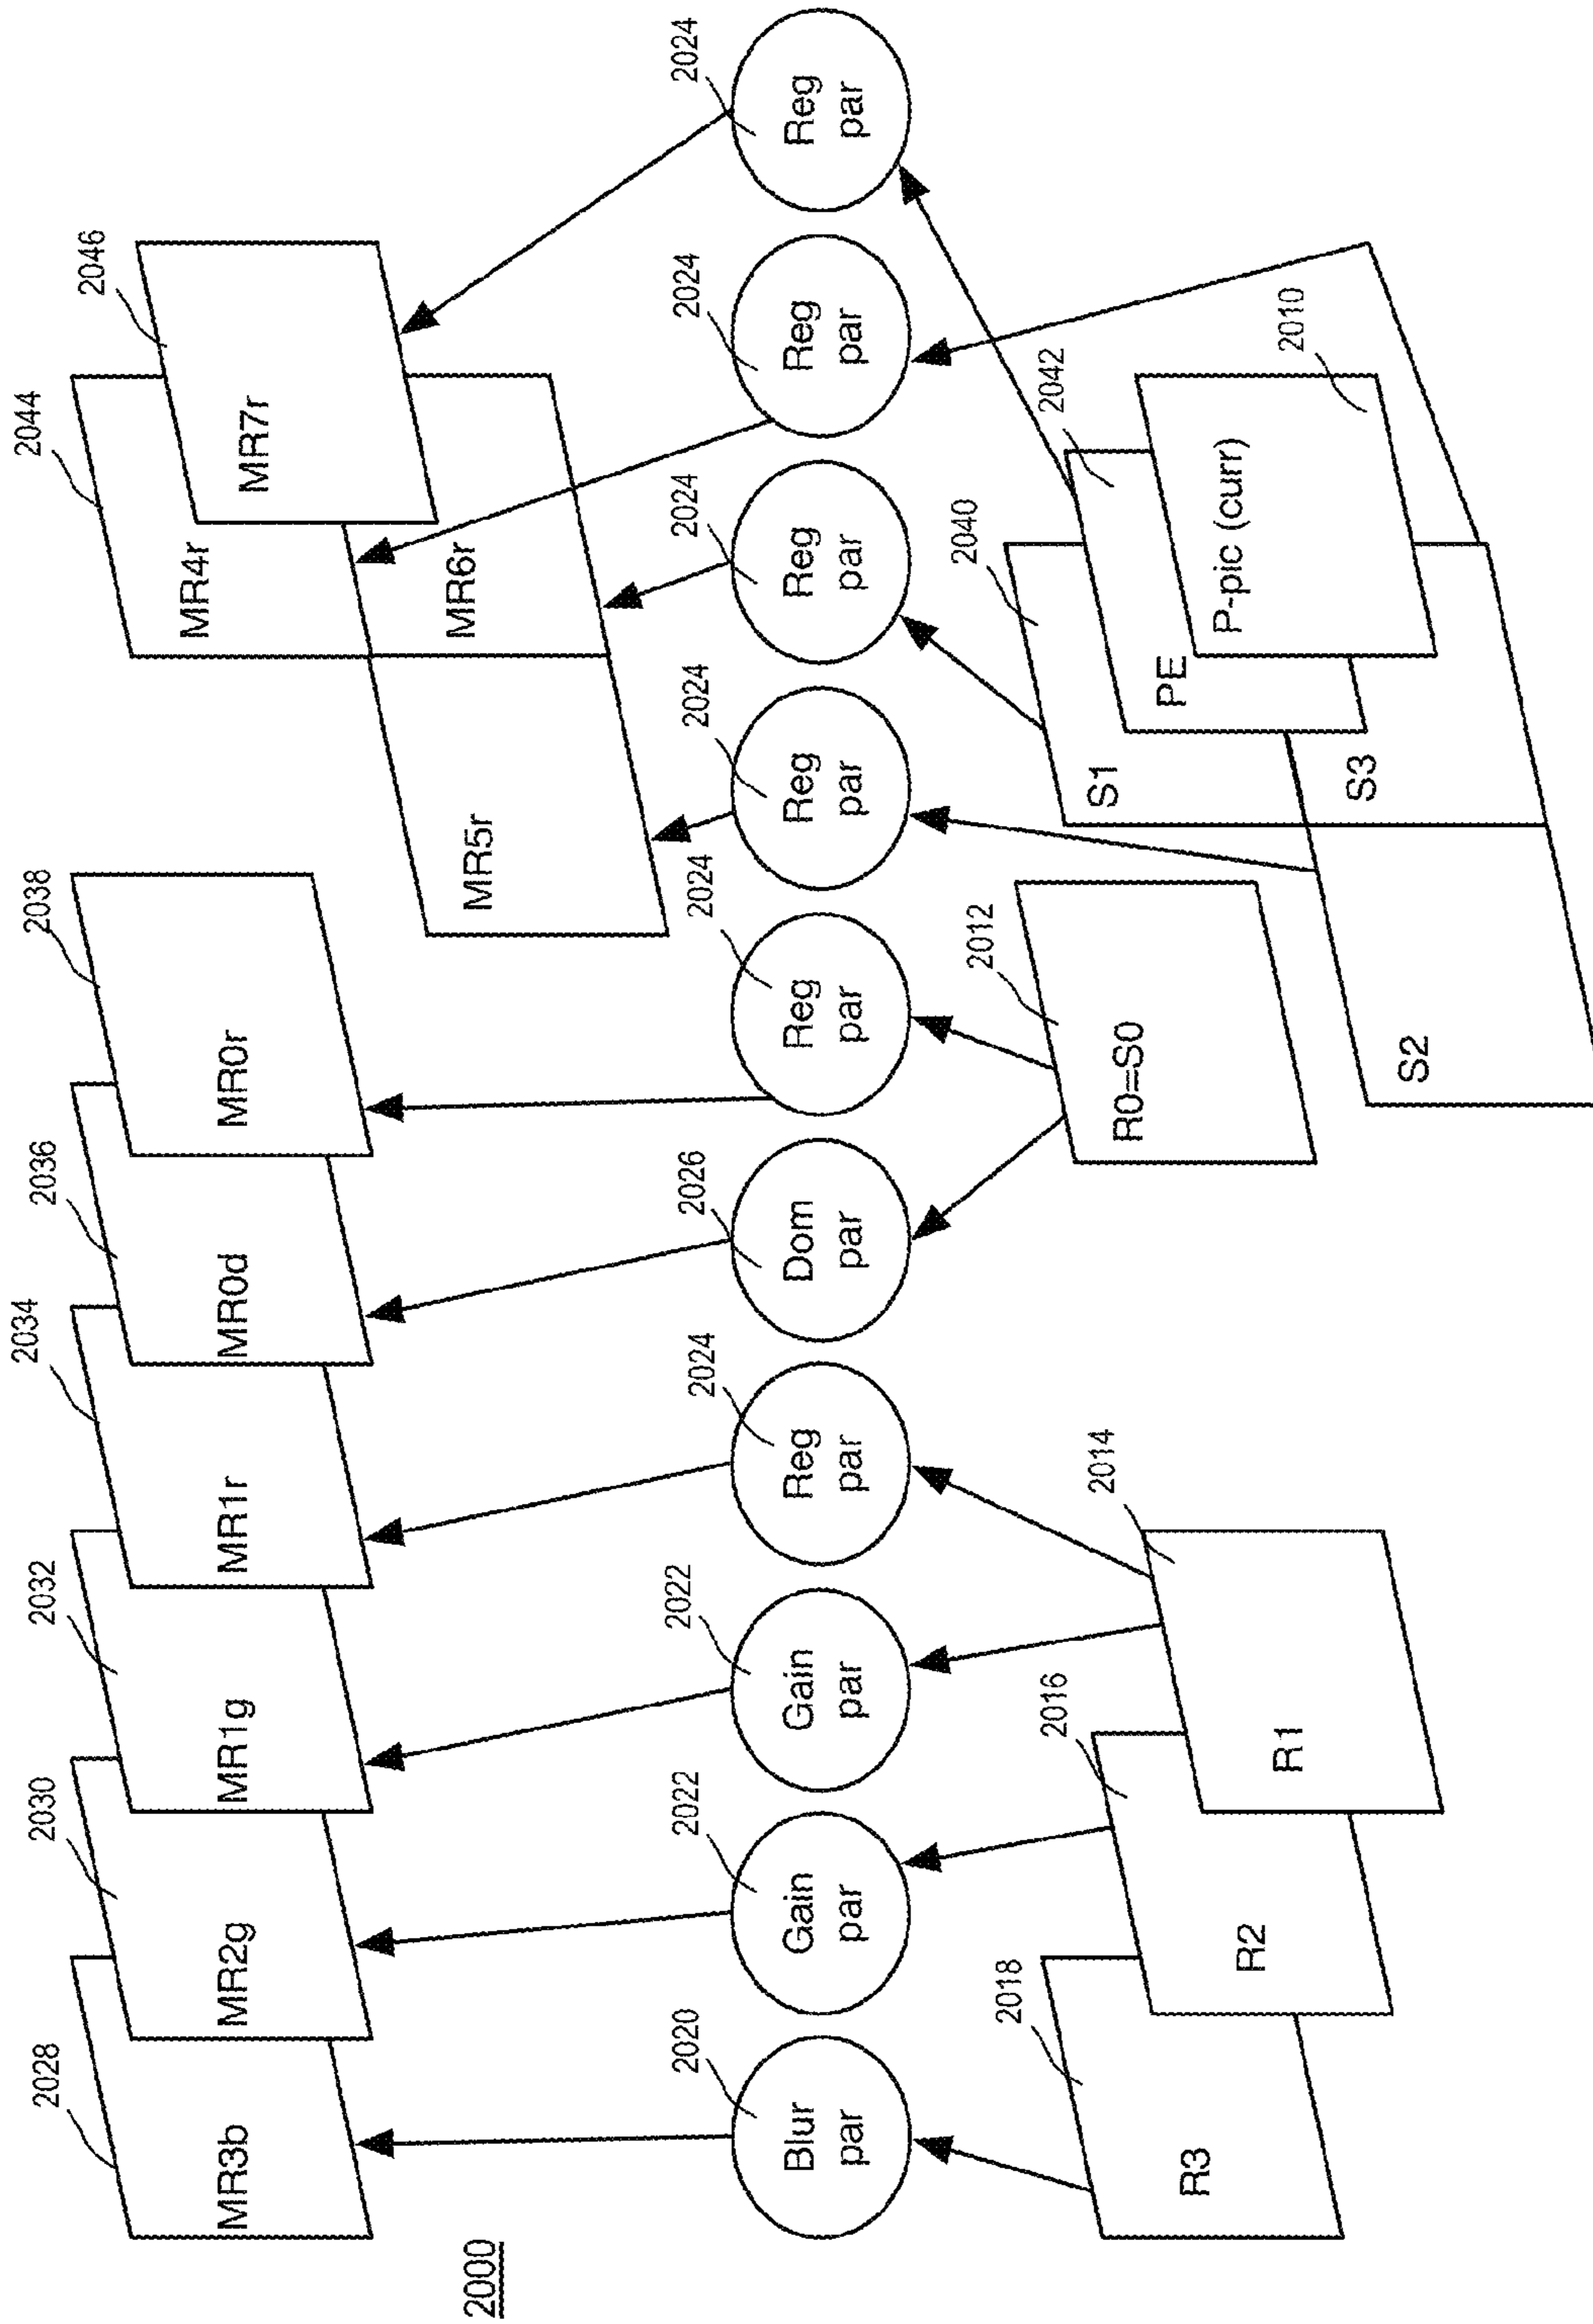 2000
2028
2030
2032
2034
2036
2038
2044
2046
MR3b
MR2g
MR1g
MR1r
MR0d
MR0r
MR4r
MR7r
MR5r
MR6r
2020
2022
2022
2024
2026
2024
2024
2024
2024
2024
Blur
par
Gain
par
Gain
par
Reg
par
Dom
par
Reg
par
Reg
par
Reg
par
Reg
par
Reg
par
2018
2016
2014
2012
2040
2042
2010
R3
R2
R1
R0=S0
S1
PE
P-pic (curr)
S2
S3